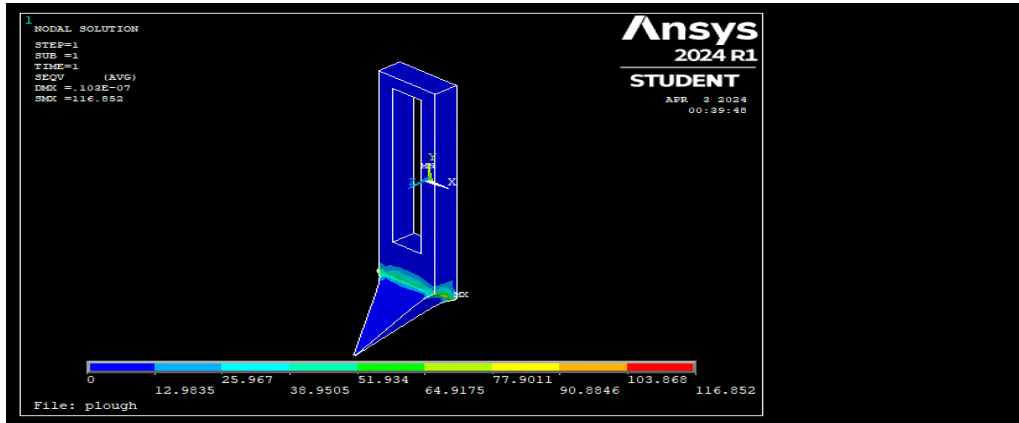 1
NODAL SOLUTION
STEP=1
SUB =1
TIME=1
SEQV (AVG)
DMX =.103E-07
SMX =116.852
Ansys
2024 R1
STUDENT
APR 3 2024
00:39:48
Y
MN
Z
X
MX
0 25.967 51.934 77.9011 103.868
12.9835 38.9505 64.9175 90.8846 116.852
File: plough